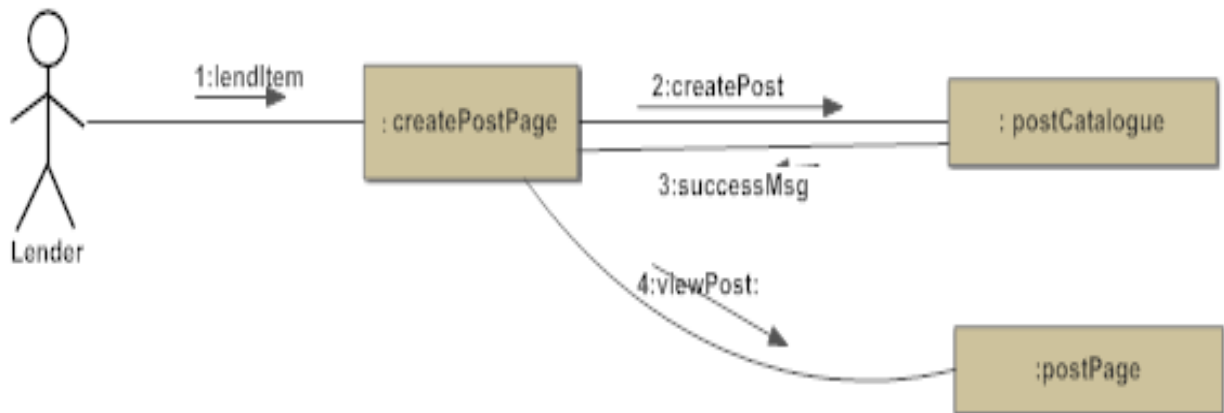 1:lendItem
2:createPost
: createPostPage
: postCatalogue
3:successMsg
Lender
4:viewPost:
:postPage